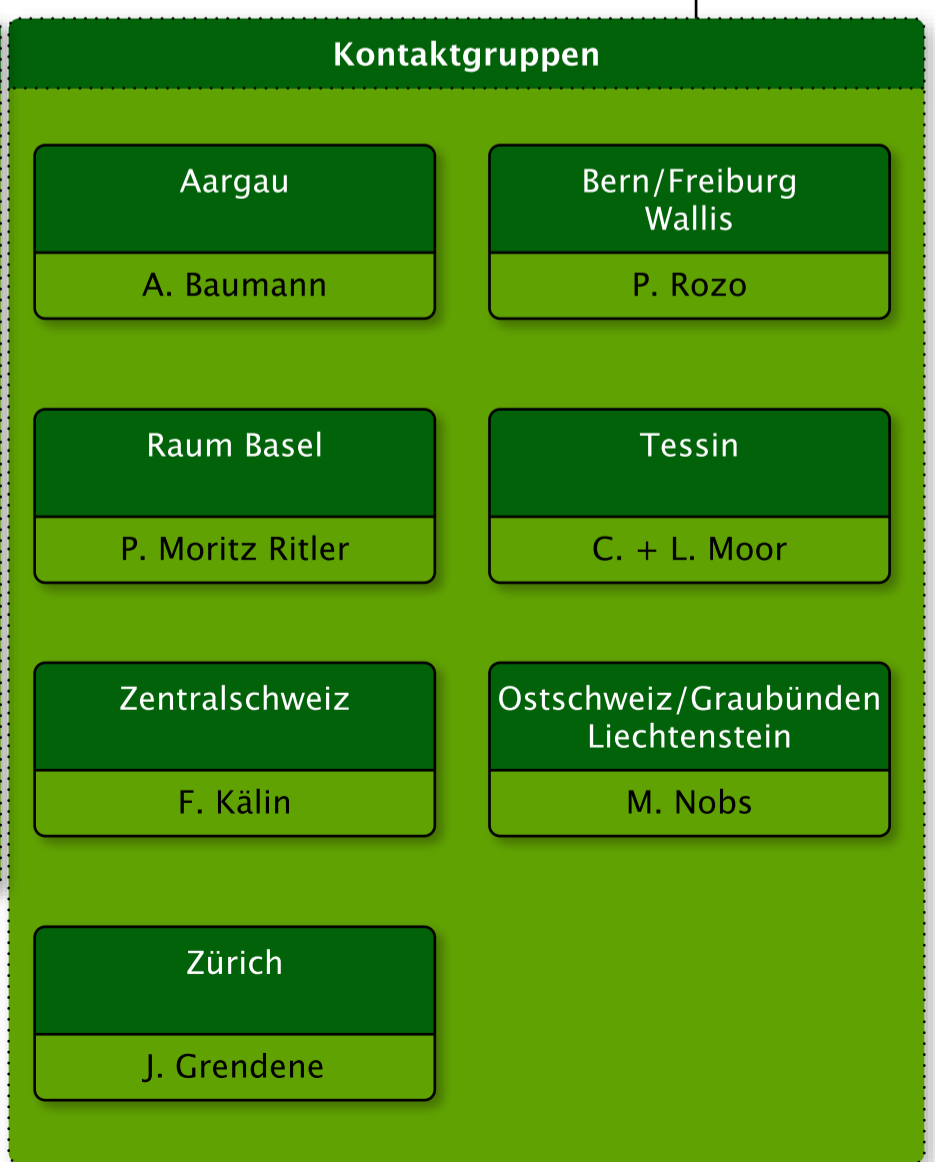 Kontaktgruppen
Aargau
A. Baumann
Bern/Freiburg
Wallis
P. Rozo
Raum Basel
P. Moritz Ritler
Tessin
C. + L. Moor
Zentralschweiz
F. Kälin
Ostschweiz/Graubünden
Liechtenstein
M. Nobs
Zürich
J. Grendene